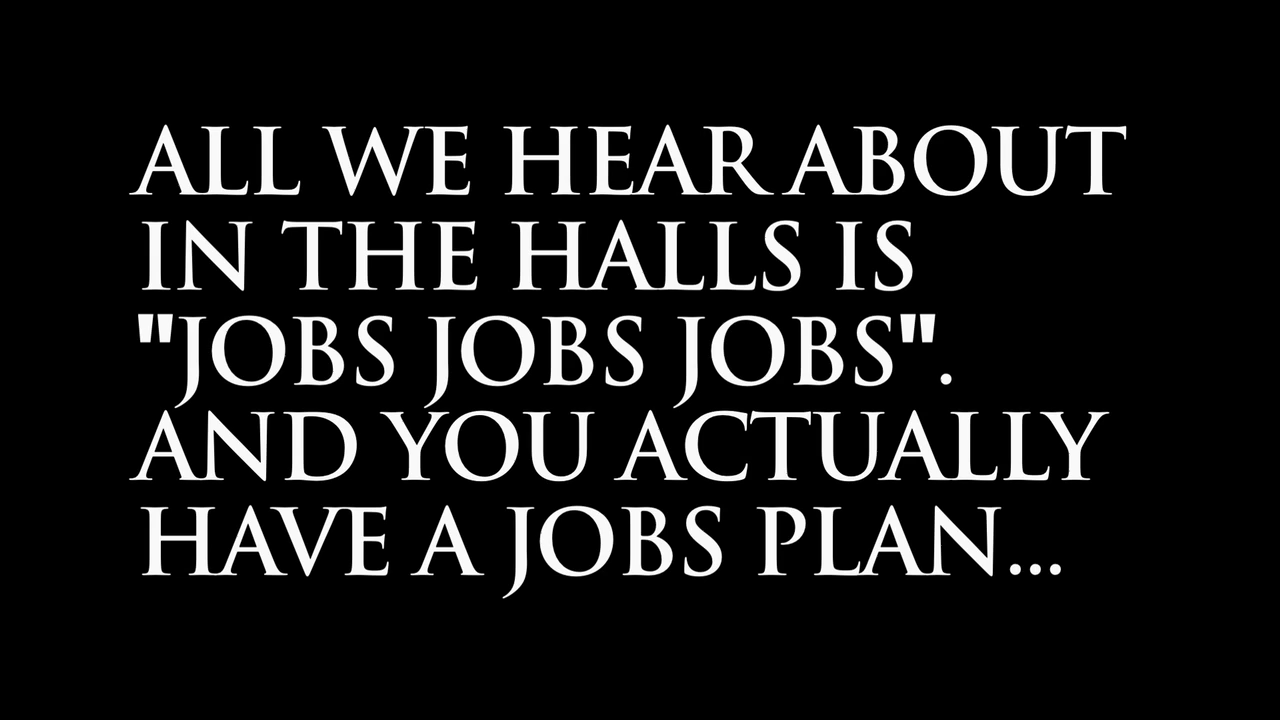 ALL WE HEAR ABOUT
IN THE HALLS IS
"JOBS JOBS JOBS".
AND YOU ACTUALLY
HAVE A JOBS PLAN...